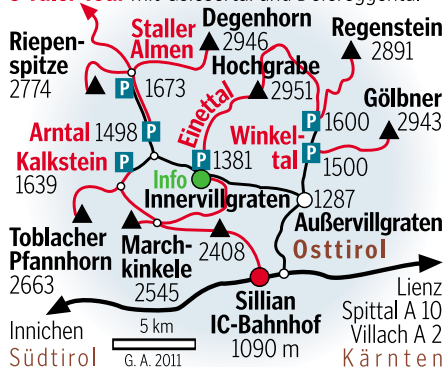 Staller
Almen
Degenhorn
2946
Regenstein
2891
Riepen-
spitze
2774
P
1673
Hochgrabe
2951
Gölbner
2943
Arntal 1498
P
Einettal
P
1600
Winkel-
tal
P
1500
Kalkstein
1639
P
P
1381
Info
Innervillgraten
1287
Außervillgraten
Osttirol
Toblacher
Pfannhorn
2663
March-
kinkele
2545
2408
Sillian
IC-Bahnhof
1090 m
Lienz
Spittal A 10
Villach A 2
Kärnten
Innichen
Südtirol
5 km
G. A. 2011